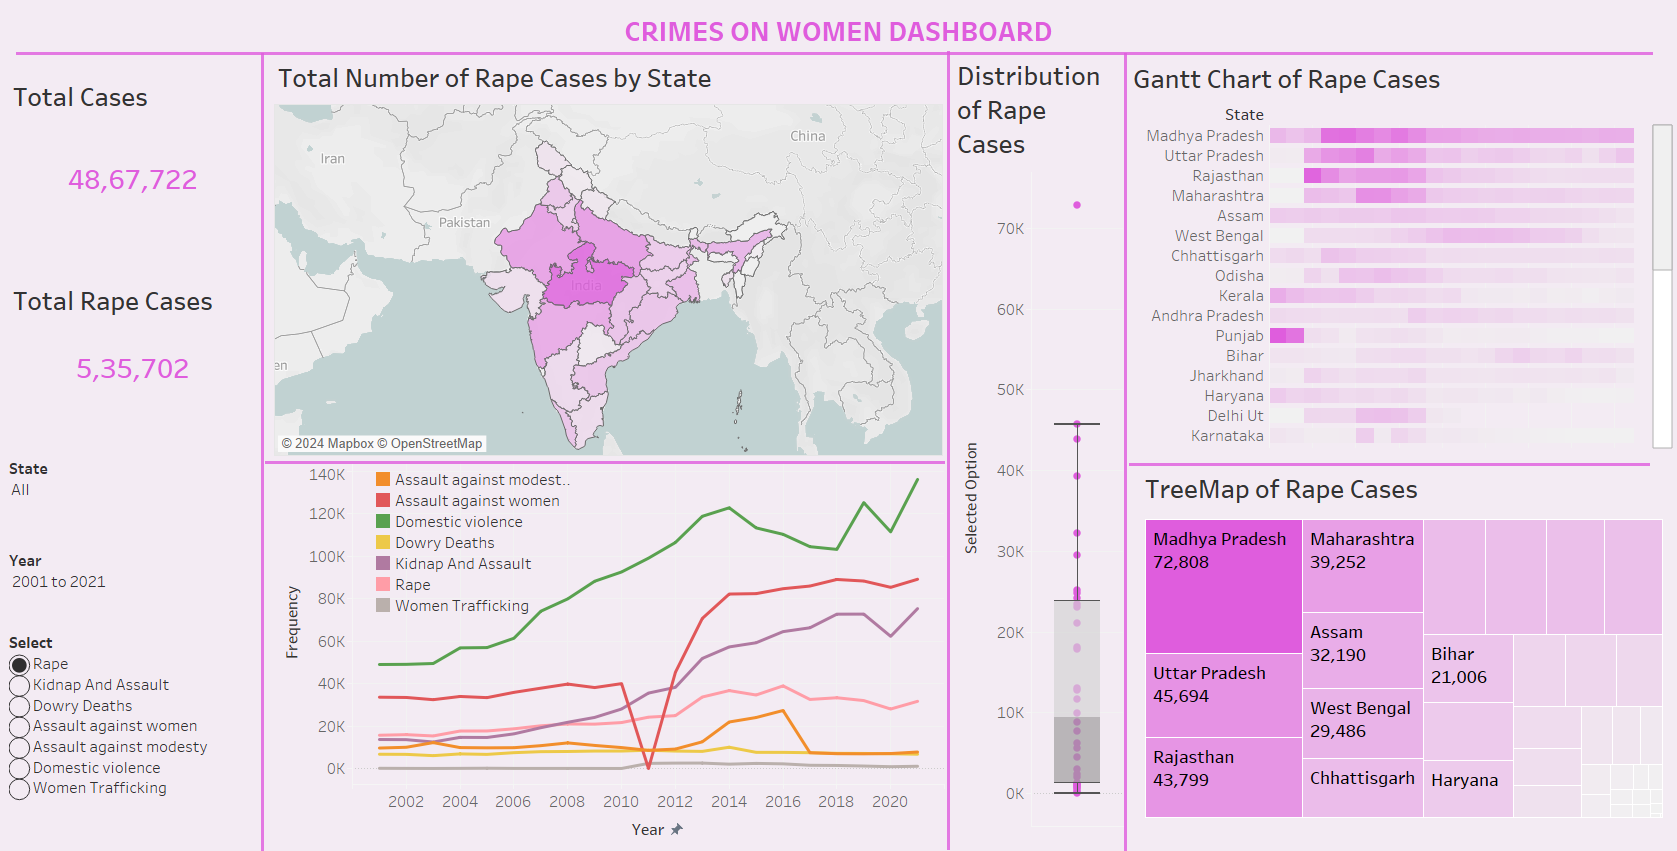 CRIMES ON WOMEN DASHBOARD
Total Cases
48,67,722
Total Rape Cases
5,35,702
State
All
Year
2001 to 2021
Select
Rape
Kidnap And Assault
Dowry Deaths
Assault against women
Assault against modesty
Domestic violence
Women Trafficking
Total Number of Rape Cases by State
Iran
China
Pakistan
India
en
© 2024 Mapbox © OpenStreetMap
140K
120K
100K
80K
60K
40K
20K
0K
Frequency
Assault against modest..
Assault against women
Domestic violence
Dowry Deaths
Kidnap And Assault
Rape
Women Trafficking
2002 2004 2006 2008 2010 2012 2014 2016 2018 2020
Year
Distribution
of Rape
Cases
70K
60K
50K
40K
30K
20K
10K
0K
Selected Option
Gantt Chart of Rape Cases
State
Madhya Pradesh
Uttar Pradesh
Rajasthan
Maharashtra
Assam
West Bengal
Chhattisgarh
Odisha
Kerala
Andhra Pradesh
Punjab
Bihar
Jharkhand
Haryana
Delhi Ut
Karnataka
TreeMap of Rape Cases
Madhya Pradesh
72,808
Uttar Pradesh
45,694
Rajasthan
43,799
Maharashtra
39,252
Assam
32,190
West Bengal
29,486
Chhattisgarh
Bihar
21,006
Haryana